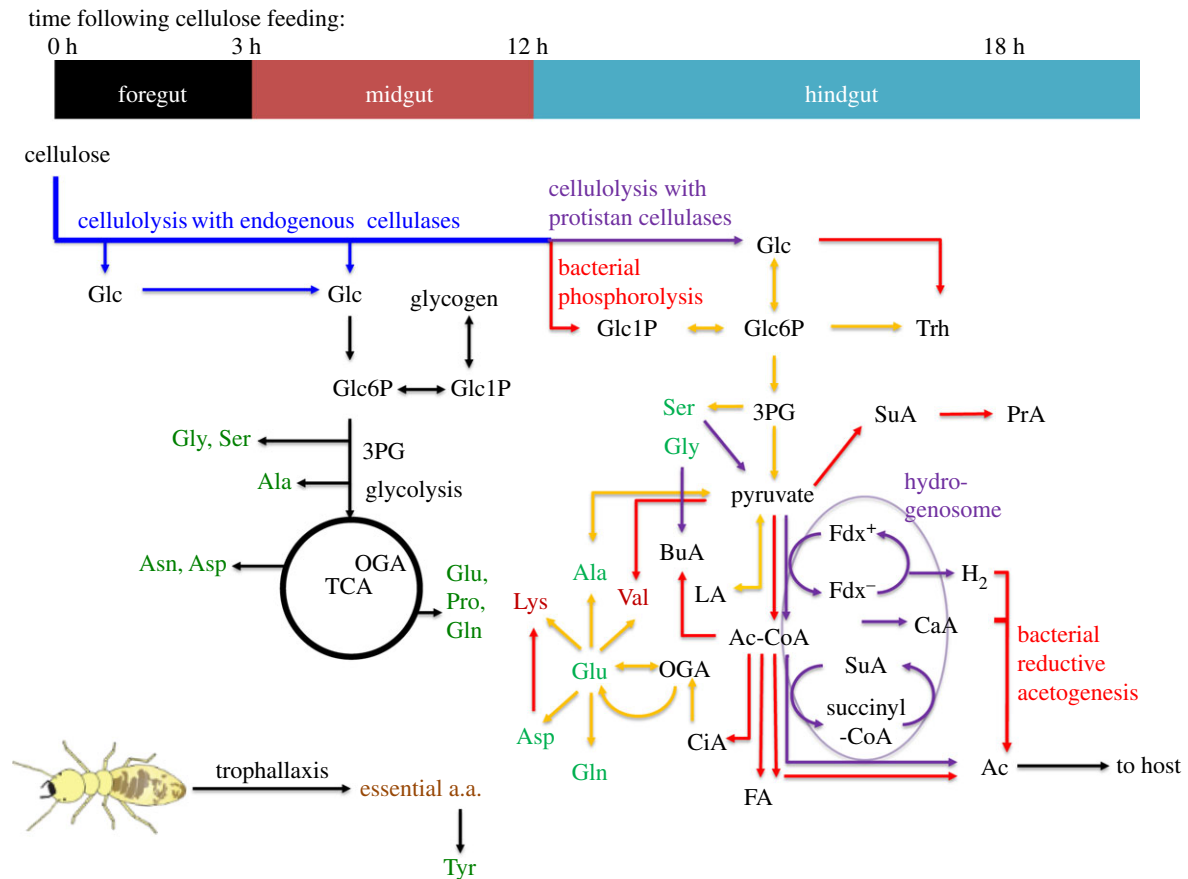 time following cellulose feeding:
0 h 3 h 12 h 18 h
foregut midgut hindgut
cellulose
cellulolysis with
protistan cellulases
cellulolysis with endogenous cellulases
Glc
bacterial
phosphorolysis
Glc Glc glycogen
Glc1P Glc6P Trh
Glc6P Glc1P
Ser 3PG SuA PrA
Gly, Ser 3PG Gly
Ala glycolysis
pyruvate hydro-
genosome
Fdx+
BuA
Asn, Asp OGA
TCA
Glu,
Pro,
Gln
Ala Fdx− H2
Lys Val LA
Ac-CoA CaA
bacterial
reductive
acetogenesis
Glu OGA SuA
succinyl
-CoA
Asp CiA
Gln
trophallaxis essential a.a.
FA Ac to host
Tyr